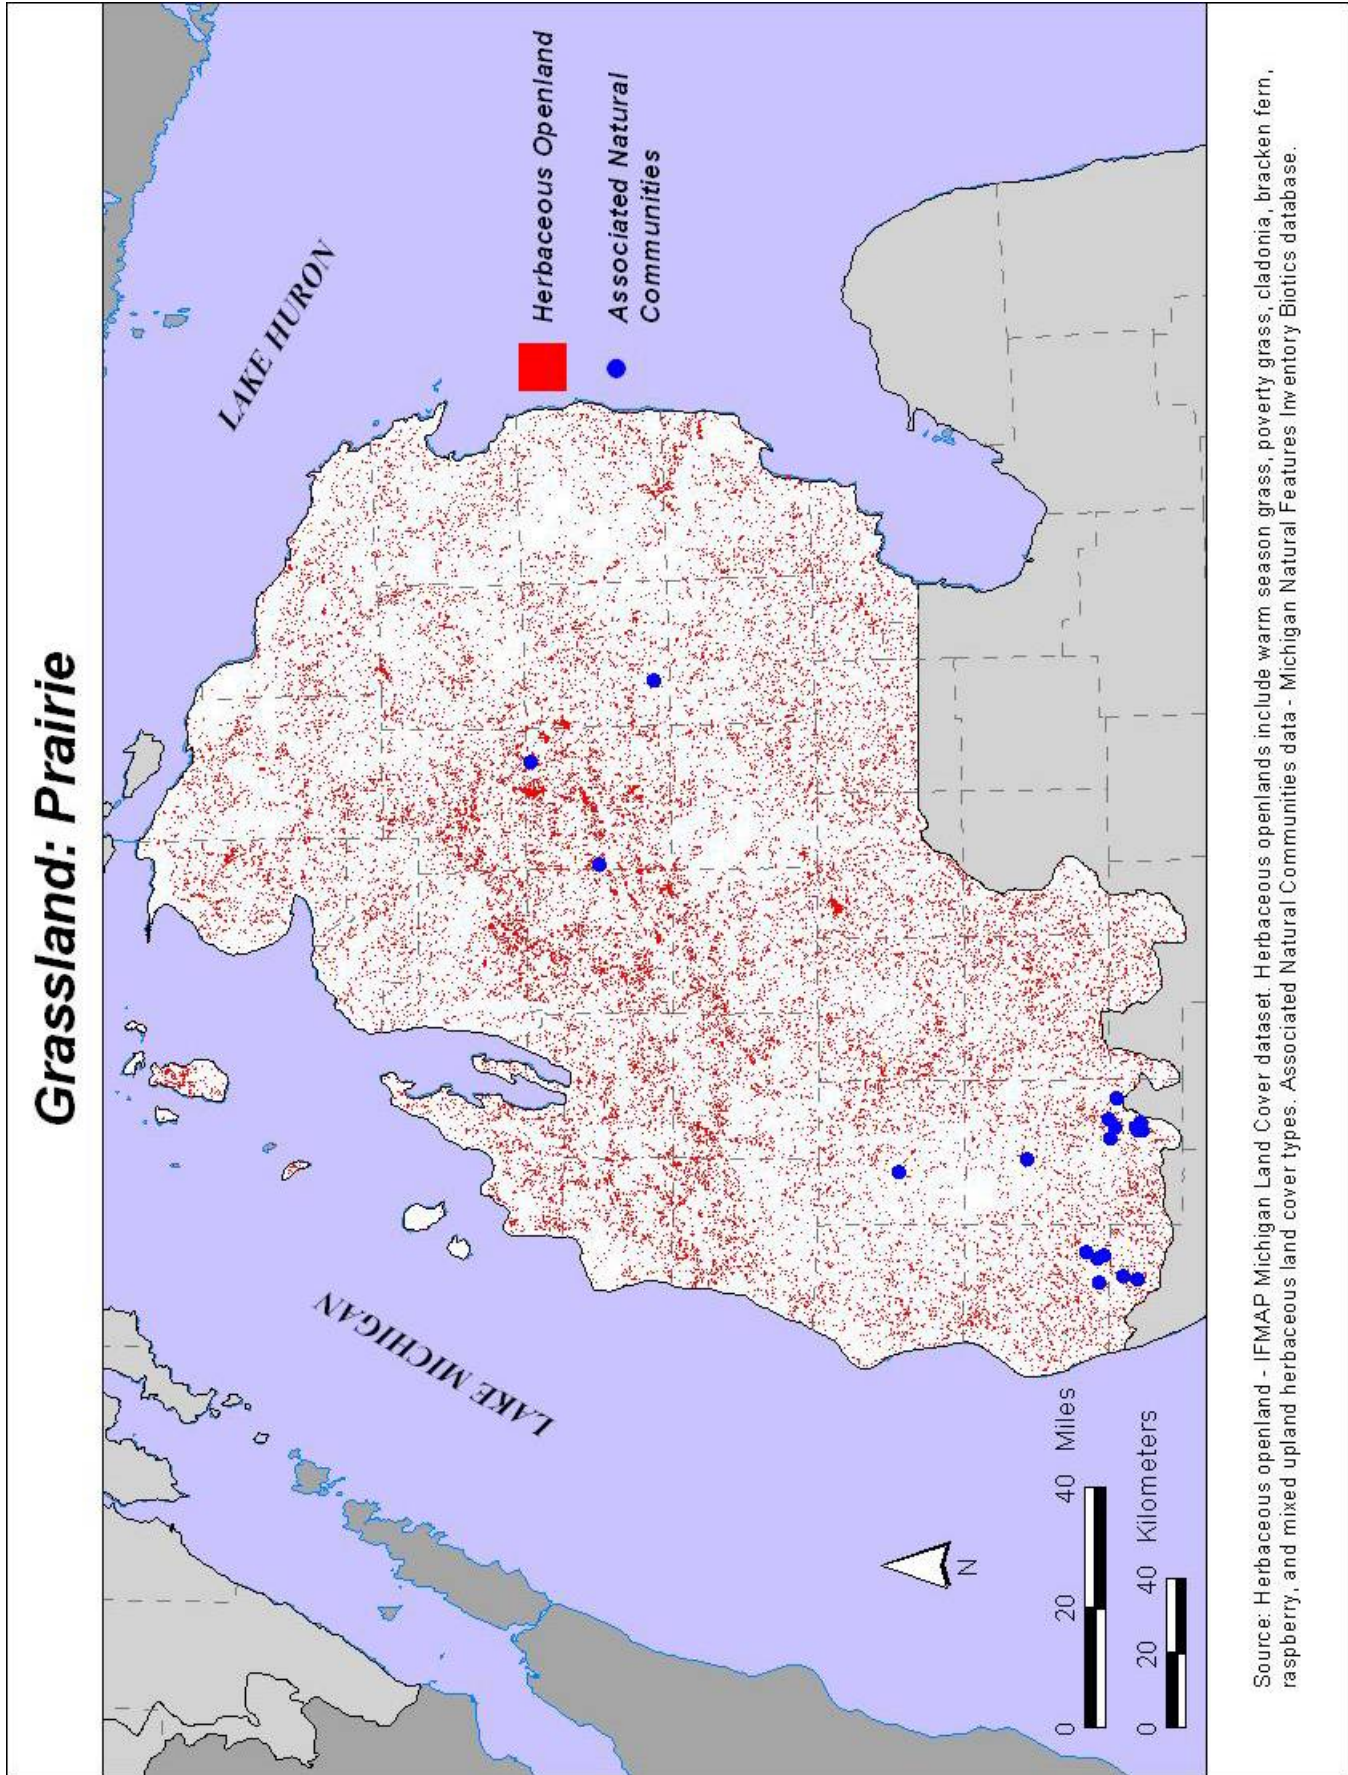 Grassland: Prairie
LAKE HURON
Herbaceous Openland
Associated Natural
Communities
LAKE MICHIGAN
N
0 20 40 Miles
0 20 40 Kilometers
Source: Herbaceous openland - IFMAP Michigan Land Cover dataset. Herbaceous openlands include warm season grass, poverty grass, cladonia, bracken fern,
raspberry, and mixed upland herbaceous land cover types. Associated Natural Communities data - Michigan Natural Features Inventory Biotics database.